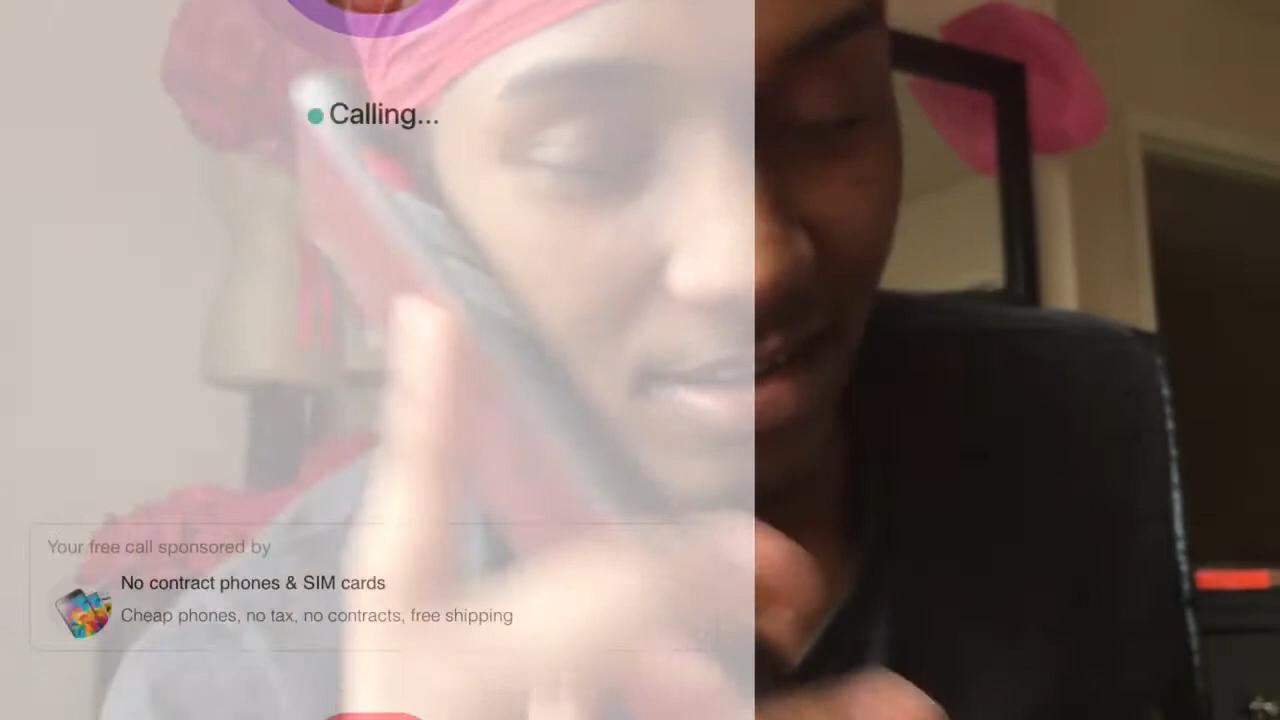 Calling...
Your free call sponsored by
No contract phones & SIM cards
Cheap phones, no tax, no contracts, free shipping